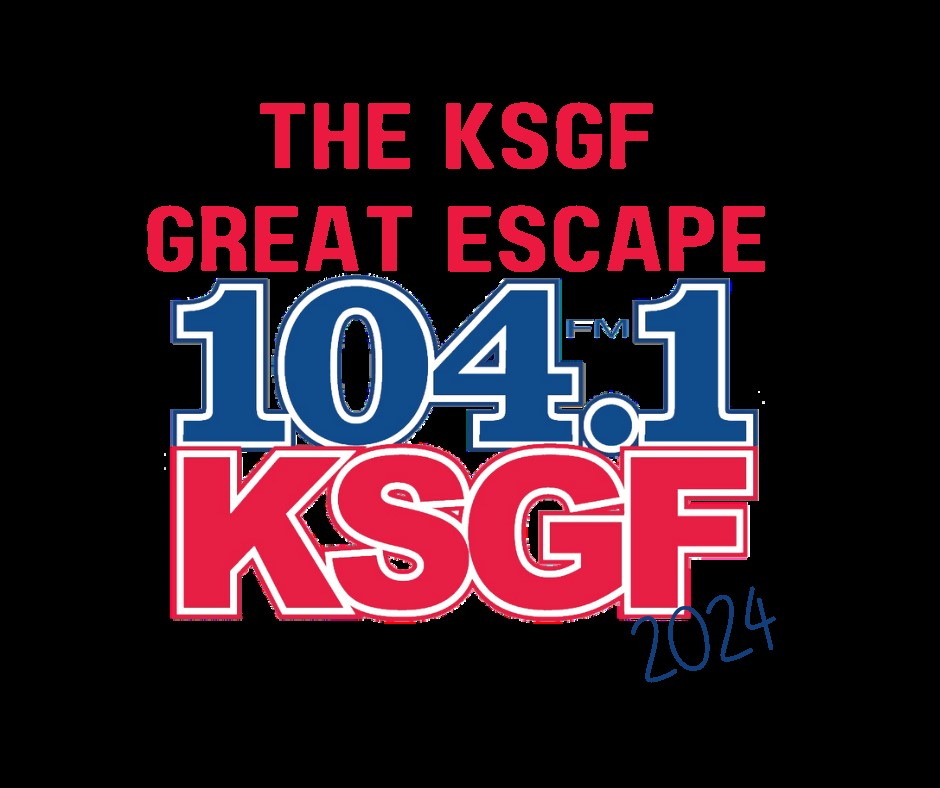 THE KSGF
GREAT ESCAPE
104.1 FM
KSGF
2024